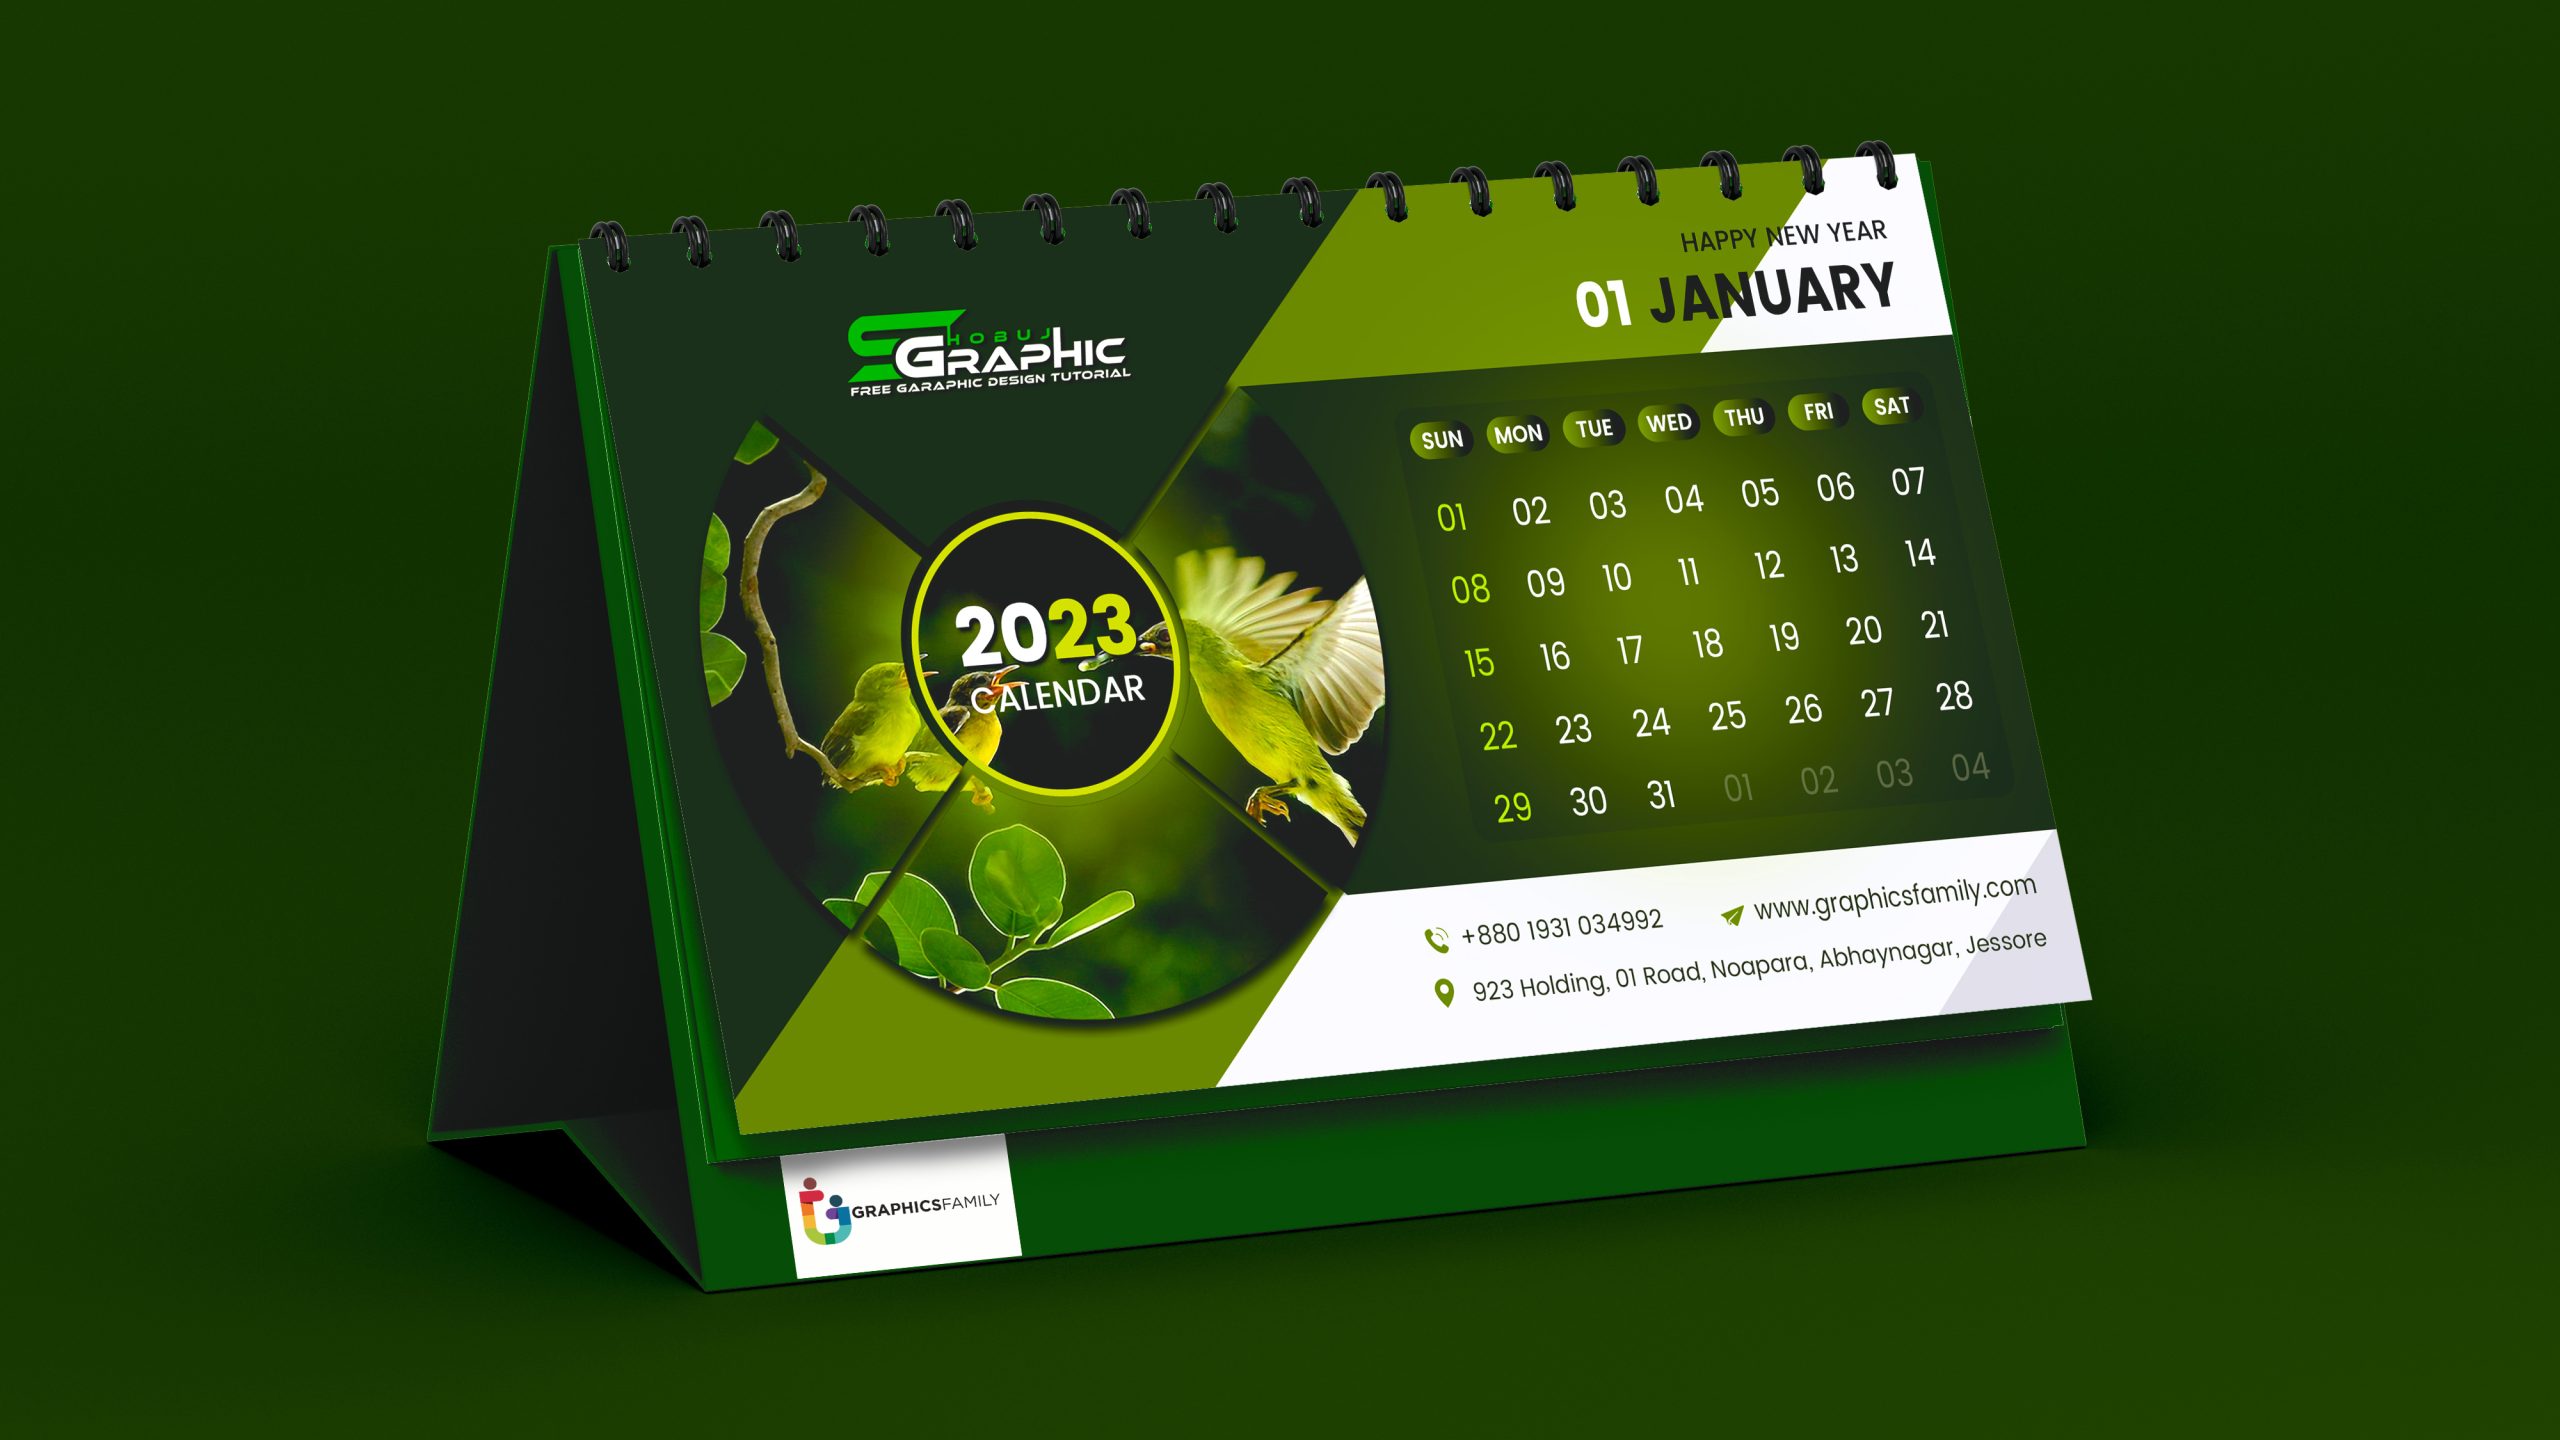 SHOBUJ
GRAPHIC
FREE GARAPHIC DESIGN TUTORIAL
2023
CALENDAR
HAPPY NEW YEAR
01 JANUARY
SUN MON TUE WED THU FRI SAT
01 02 03 04 05 06 07
08 09 10 11 12 13 14
15 16 17 18 19 20 21
22 23 24 25 26 27 28
29 30 31 01 02 03 04
+880 1931 034992 www.graphicsfamily.com
923 Holding, 01 Road, Noapara, Abhaynagar, Jessore
GRAPHICSFAMILY